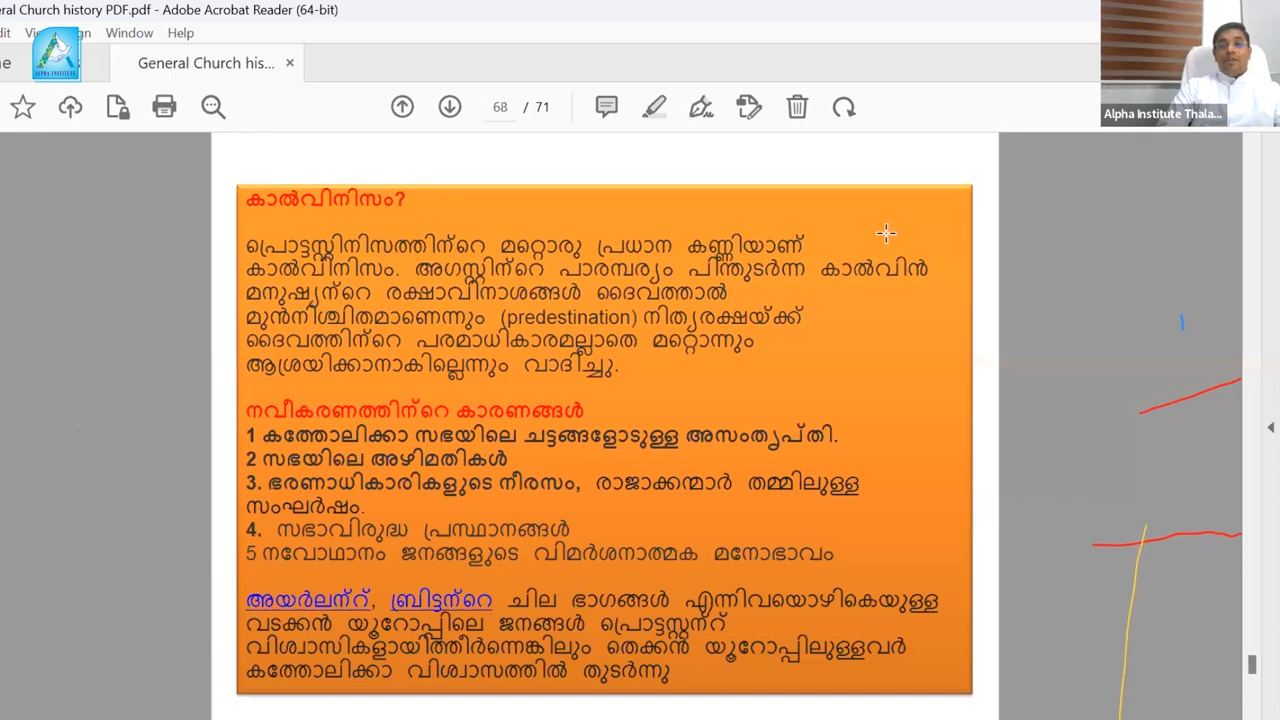 eral Church history PDF.pdf - Adobe Acrobat Reader (64-bit)
Window Help
ALPHA INSTITUTE
General Church his... ×
68 / 71
Alpha Institute Thala...
കാൽവിനിസം?
പ്രൊട്ടസ്റ്റിനിസത്തിന്റെ മറ്റൊരു പ്രധാന കണ്ണിയാണ്
കാൽവിനിസം. അഗസ്റ്റിന്റെ പാരമ്പര്യം പിന്തുടർന്ന കാൽവിൻ
മനുഷ്യന്റെ രക്ഷാവിനാശങ്ങൾ ദൈവത്താൽ
മുൻനിശ്ചിതമാണെന്നും (predestination) നിത്യരക്ഷയ്ക്ക്
ദൈവത്തിന്റെ പരമാധികാരമല്ലാതെ മറ്റൊന്നും
ആശ്രയിക്കാനാകില്ലെന്നും വാദിച്ചു.
നവീകരണത്തിന്റെ കാരണങ്ങൾ
1 കത്തോലിക്കാ സഭയിലെ ചട്ടങ്ങളോടുള്ള അസംതൃപ്തി.
2 സഭയിലെ അഴിമതികൾ
3. ഭരണാധികാരികളുടെ നീരസം, രാജാക്കന്മാർ തമ്മിലുള്ള
സംഘർഷം.
4. സഭാവിരുദ്ധ പ്രസ്ഥാനങ്ങൾ
5 നവോഥാനം ജനങ്ങളുടെ വിമർശനാത്മക മനോഭാവം
അയർലന്റ്, ബ്രിട്ടന്റെ ചില ഭാഗങ്ങൾ എന്നിവയൊഴികെയുള്ള
വടക്കൻ യൂറോപ്പിലെ ജനങ്ങൾ പ്രൊട്ടസ്റ്റന്റ്
വിശ്വാസികളായിത്തീർന്നെങ്കിലും തെക്കൻ യൂറോപ്പിലുള്ളവർ
കത്തോലിക്കാ വിശ്വാസത്തിൽ തുടർന്നു